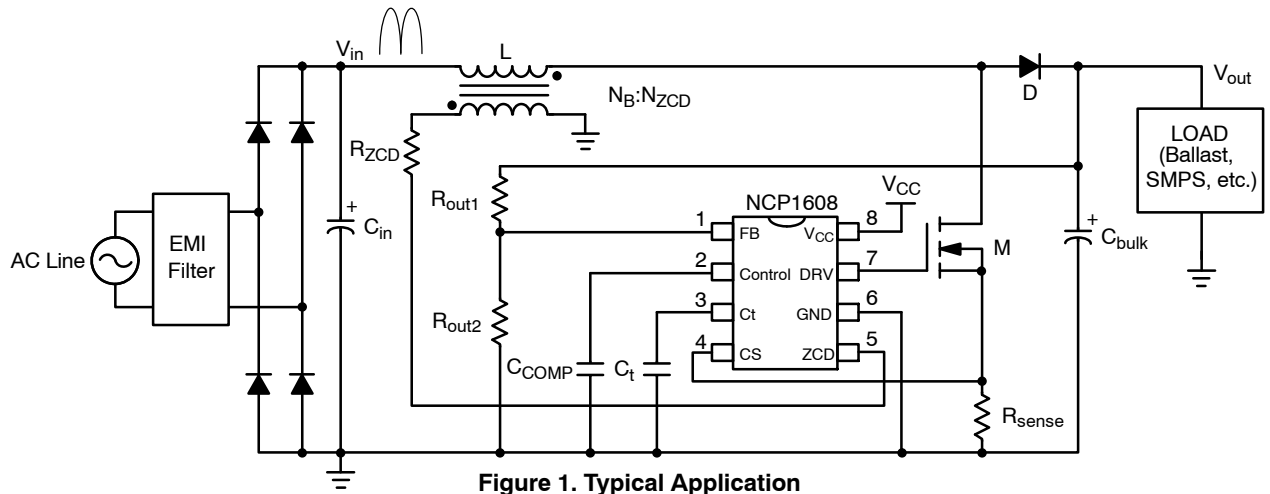 V_in
L
N_B:N_ZCD
D
V_out
LOAD
(Ballast,
SMPS, etc.)
R_ZCD
R_out1
V_CC
NCP1608
AC Line
EMI
Filter
+
C_in
1
FB
V_CC
8
2
Control
DRV
7
3
Ct
GND
6
4
CS
ZCD
5
M
+
C_bulk
R_out2
C_COMP
C_t
R_sense
Figure 1. Typical Application